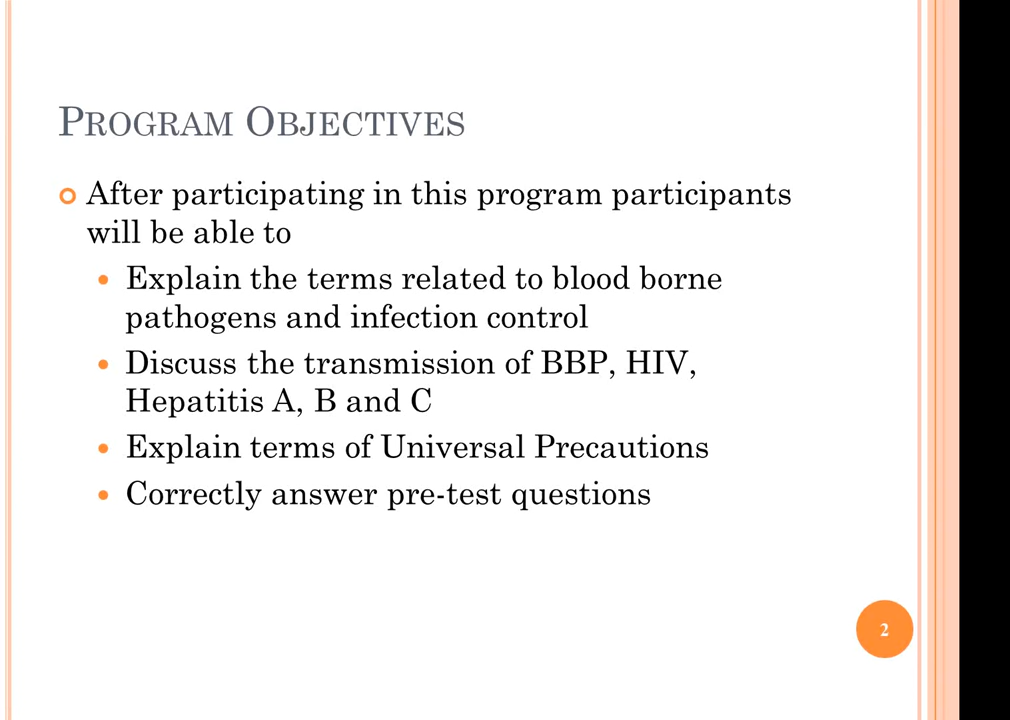 PROGRAM OBJECTIVES
After participating in this program participants
will be able to
Explain the terms related to blood borne
pathogens and infection control
Discuss the transmission of BBP, HIV,
Hepatitis A, B and C
Explain terms of Universal Precautions
Correctly answer pre-test questions
2